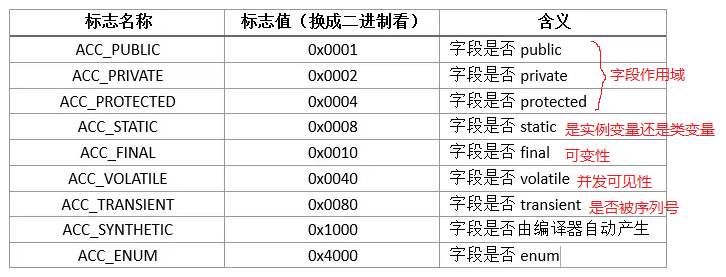 标志名称 标志值（换成二进制看） 含义
ACC_PUBLIC 0x0001 字段是否 public
ACC_PRIVATE 0x0002 字段是否 private 字段作用域
ACC_PROTECTED 0x0004 字段是否 protected
ACC_STATIC 0x0008 字段是否 static 是实例变量还是类变量
ACC_FINAL 0x0010 字段是否 final 可变性
ACC_VOLATILE 0x0040 字段是否 volatile 并发可见性
ACC_TRANSIENT 0x0080 字段是否 transient 是否被序列号
ACC_SYNTHETIC 0x1000 字段是否由编译器自动产生
ACC_ENUM 0x4000 字段是否 enum